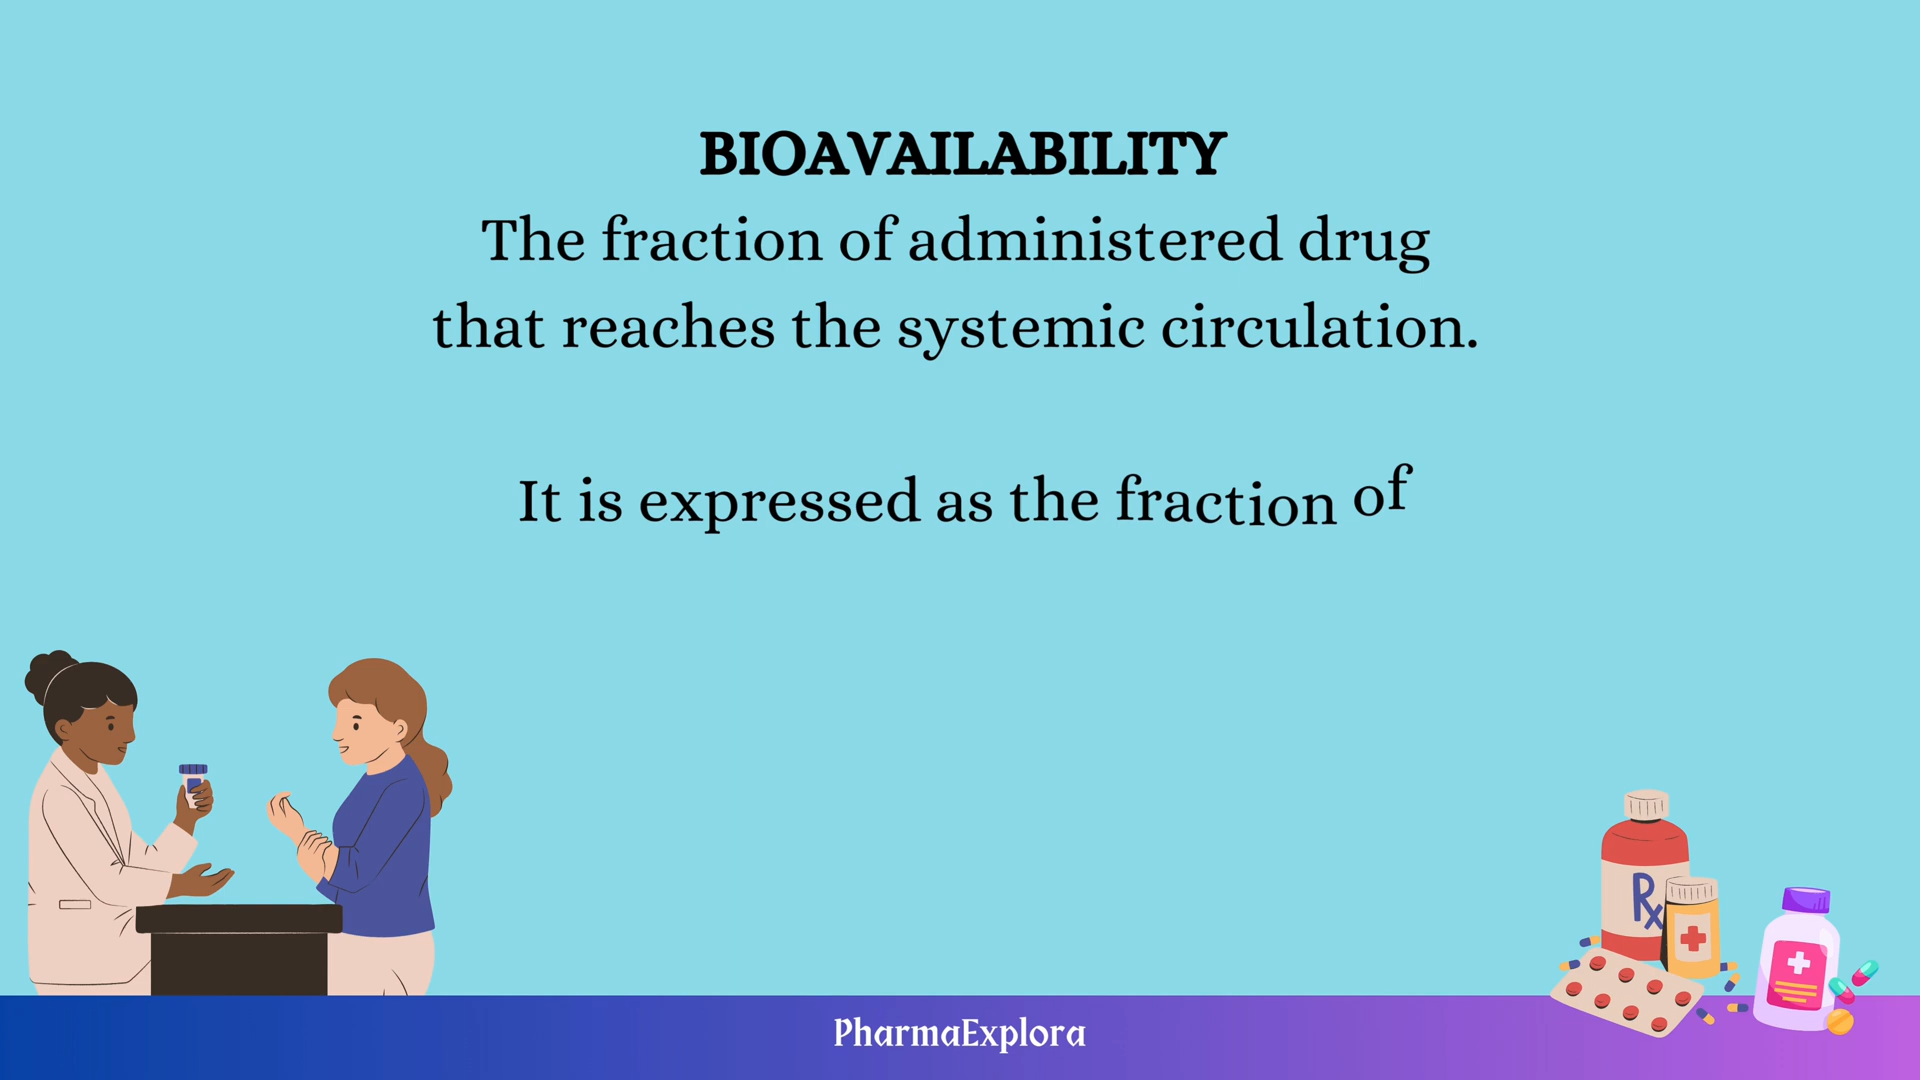 BIOAVAILABILITY
The fraction of administered drug
that reaches the systemic circulation.
It is expressed as the fraction of
Rx
PharmaExplora